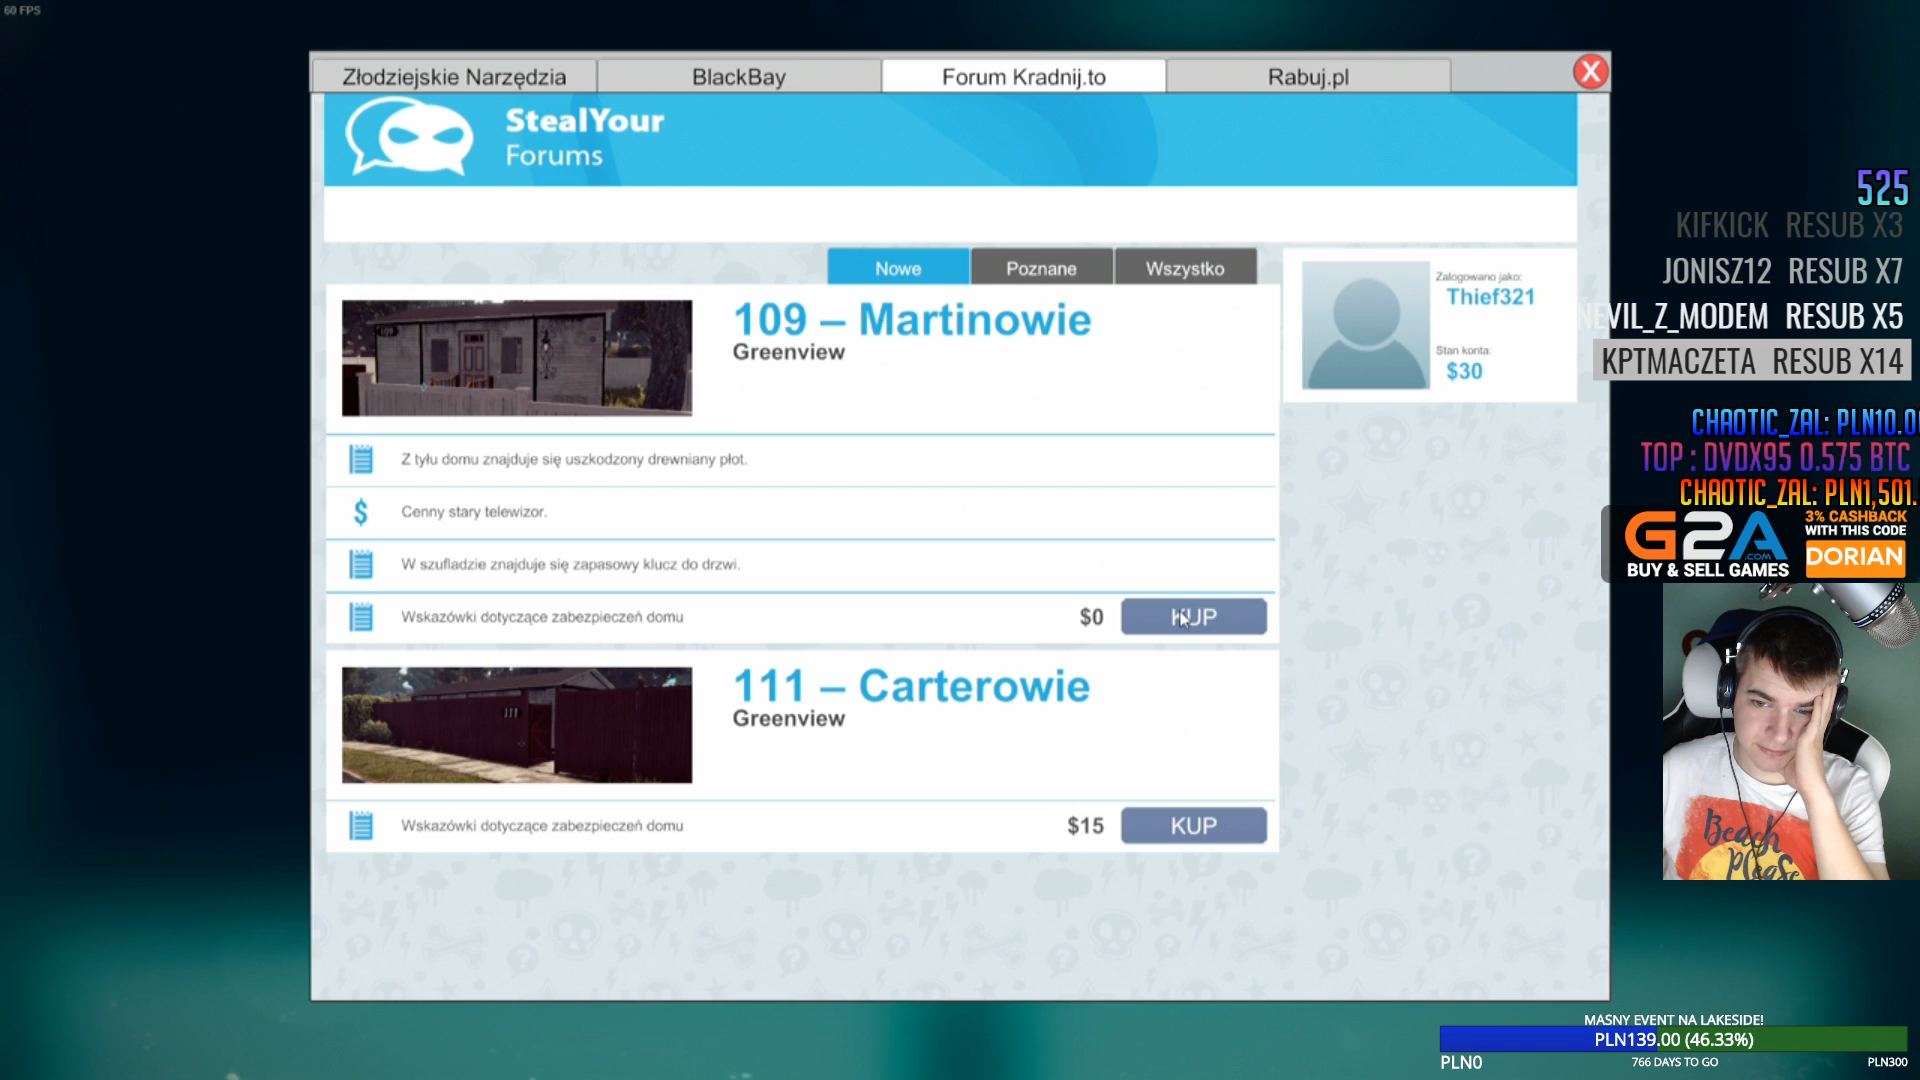 60 FPS
Złodziejskie Narzędzia
BlackBay
Forum Kradnij.to
Rabuj.pl
X
StealYour
Forums
Nowe
Poznane
Wszystko
109 – Martinowie
Greenview
109
Z tyłu domu znajduje się uszkodzony drewniany płot.
Cenny stary telewizor.
W szufladzie znajduje się zapasowy klucz do drzwi.
Wskazówki dotyczące zabezpieczeń domu
$0
KUP
111 – Carterowie
Greenview
111
Wskazówki dotyczące zabezpieczeń domu
$15
KUP
Zalogowano jako:
Thief321
Stan konta:
$30
525
KIFKICK RESUB X3
JONISZ12 RESUB X7
NEVIL_Z_MODEM RESUB X5
KPTMACZETA RESUB X14
CHAOTIC_ZAL: PLN10.0
TOP : DVDX95 0.575 BTC
CHAOTIC_ZAL: PLN1,501.
G2A
.COM
BUY & SELL GAMES
3% CASHBACK
WITH THIS CODE
DORIAN
Beach
please
MASNY EVENT NA LAKESIDE!
PLN139.00 (46.33%)
PLN0
766 DAYS TO GO
PLN300